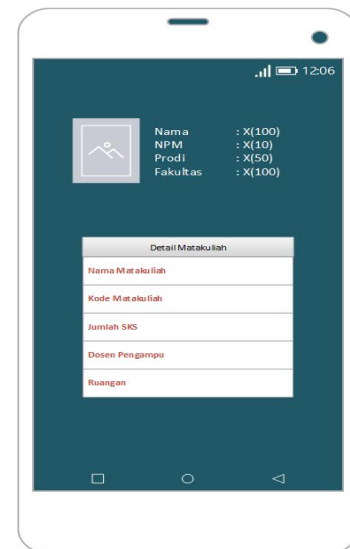 12:06
Nama : X(100)
NPM : X(10)
Prodi : X(50)
Fakultas : X(100)
Detail Matakuliah
Nama Matakuliah
Kode Matakuliah
Jumlah SKS
Dosen Pengampu
Ruangan